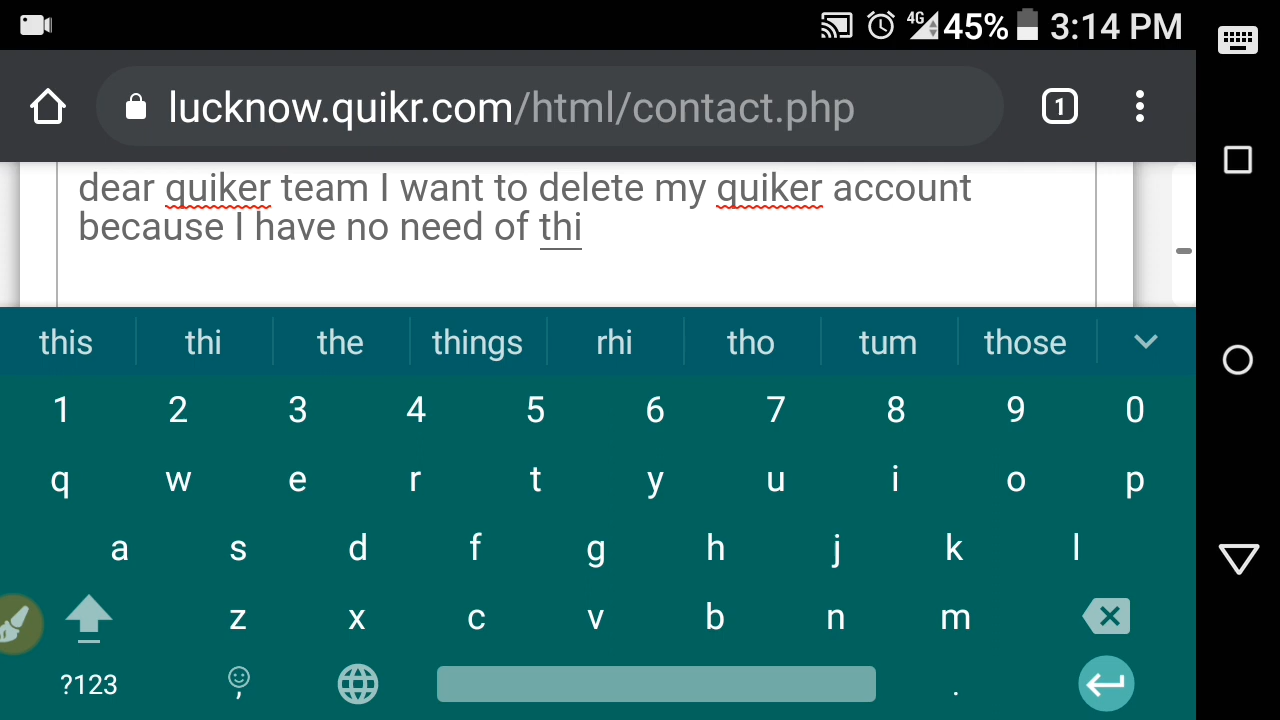 45% 3:14 PM
4G
lucknow.quikr.com/html/contact.php
1
dear quiker team I want to delete my quiker account
because I have no need of thi
this thi the things rhi tho tum those
1 2 3 4 5 6 7 8 9 0
q w e r t y u i o p
a s d f g h j k l
z x c v b n m
?123 , .